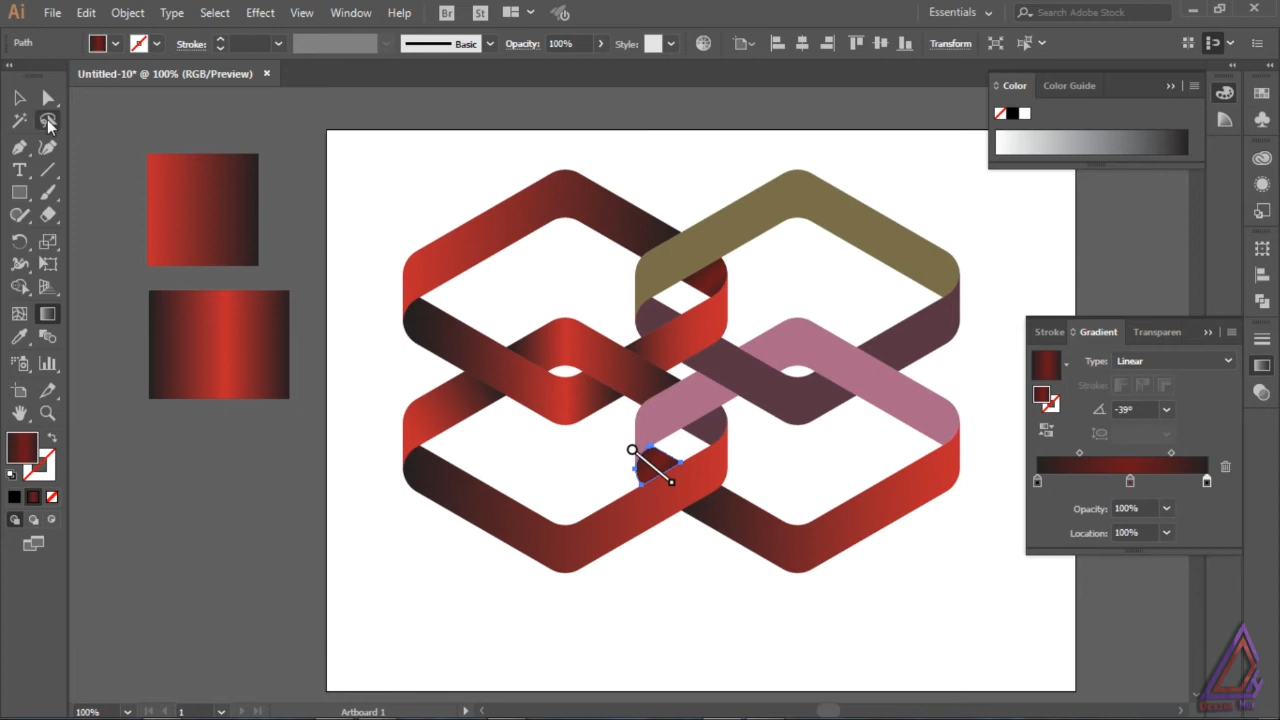 Ai File Edit Object Type Select Effect View Window Help Br St Essentials Search Adobe Stock
Path Stroke: Basic Opacity: 100% Style: Transform
Untitled-10* @ 100% (RGB/Preview) ×
Color Color Guide
Stroke Gradient Transparen
Type: Linear
Stroke:
-39°
Opacity: 100%
Location: 100%
100% 1 Artboard 1